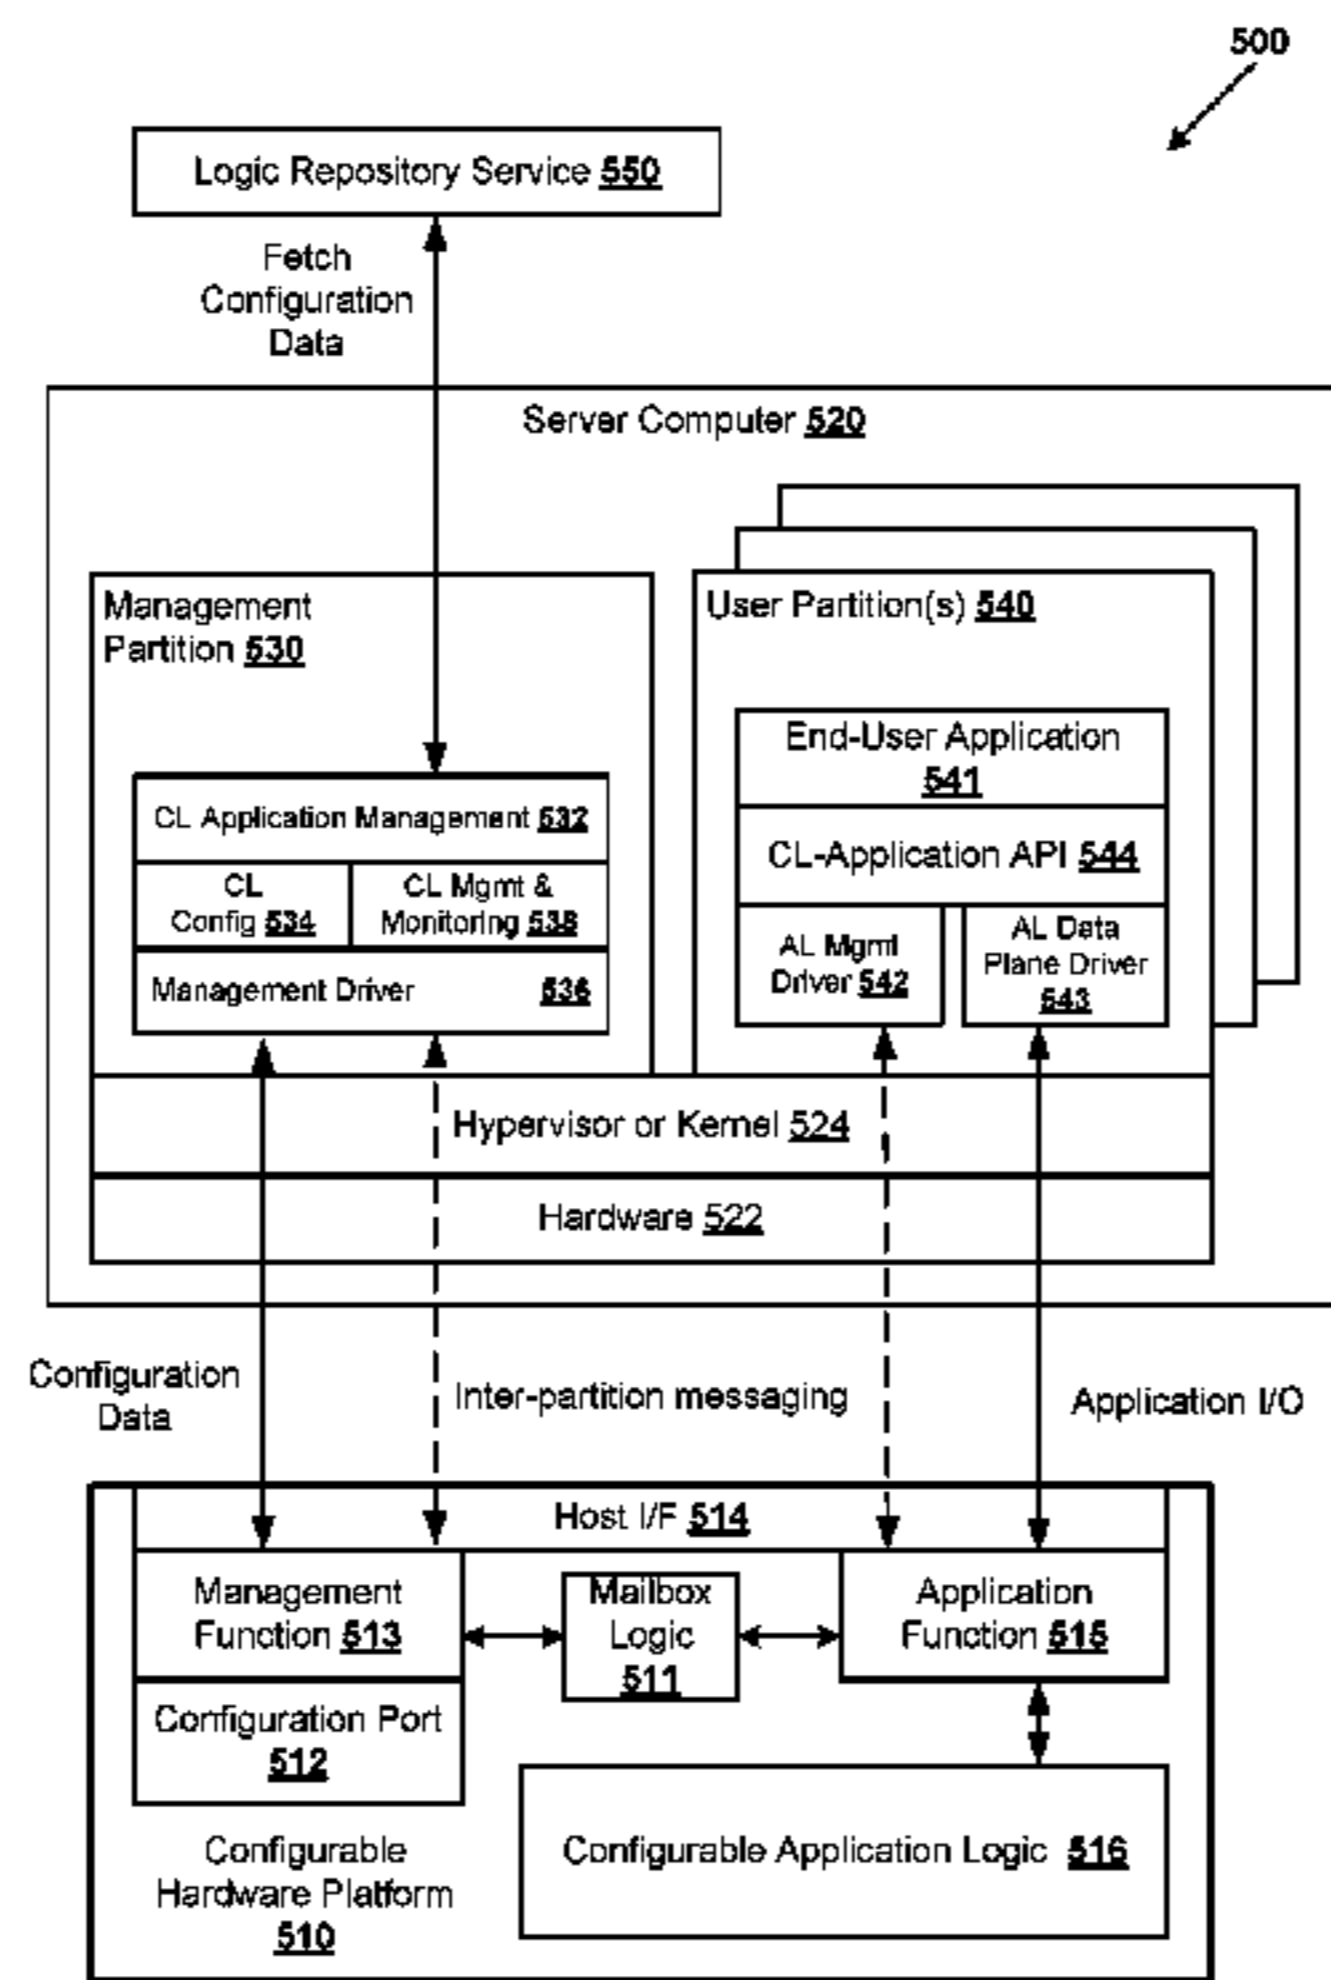 500
Logic Repository Service 550
Fetch
Configuration
Data
Server Computer 520
Management
Partition 530
User Partition(s) 540
End-User Application
541
CL Application Management 532
CL-Application API 544
CL
Config 534
CL Mgmt &
Monitoring 538
AL Mgmt
Driver 542
AL Data
Plane Driver
543
Management Driver 536
Hypervisor or Kernel 524
Hardware 522
Configuration
Data
Inter-partition messaging
Application I/O
Host I/F 514
Management
Function 513
Mailbox
Logic
511
Application
Function 515
Configuration Port
512
Configurable Application Logic 516
Configurable
Hardware Platform
510